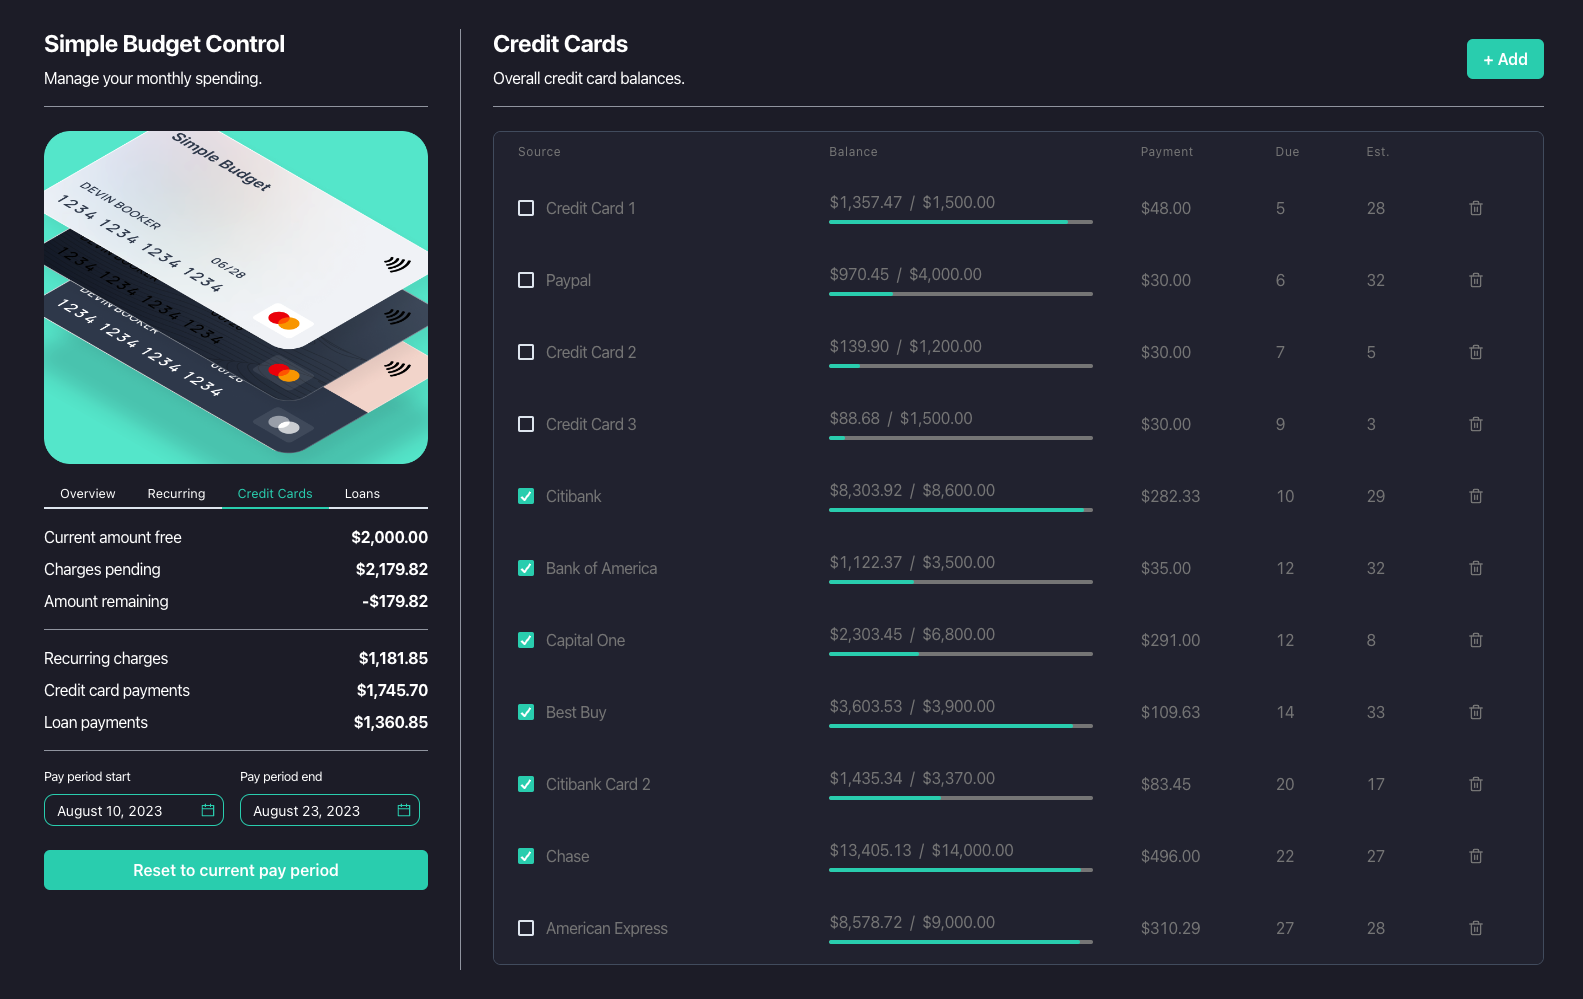 Simple Budget Control
Manage your monthly spending.
Simple Budget
DEVIN BOOKER
1234 1234 1234 1234
06/28
1234 1234 1234 1234
DEVIN BOOKER
1234 1234 1234 1234
Overview Recurring Credit Cards Loans
Current amount free $2,000.00
Charges pending $2,179.82
Amount remaining -$179.82
Recurring charges $1,181.85
Credit card payments $1,745.70
Loan payments $1,360.85
Pay period start Pay period end
August 10, 2023 August 23, 2023
Reset to current pay period
Credit Cards
Overall credit card balances.
+ Add
Source Balance Payment Due Est.
Credit Card 1 $1,357.47 / $1,500.00 $48.00 5 28
Paypal $970.45 / $4,000.00 $30.00 6 32
Credit Card 2 $139.90 / $1,200.00 $30.00 7 5
Credit Card 3 $88.68 / $1,500.00 $30.00 9 3
Citibank $8,303.92 / $8,600.00 $282.33 10 29
Bank of America $1,122.37 / $3,500.00 $35.00 12 32
Capital One $2,303.45 / $6,800.00 $291.00 12 8
Best Buy $3,603.53 / $3,900.00 $109.63 14 33
Citibank Card 2 $1,435.34 / $3,370.00 $83.45 20 17
Chase $13,405.13 / $14,000.00 $496.00 22 27
American Express $8,578.72 / $9,000.00 $310.29 27 28